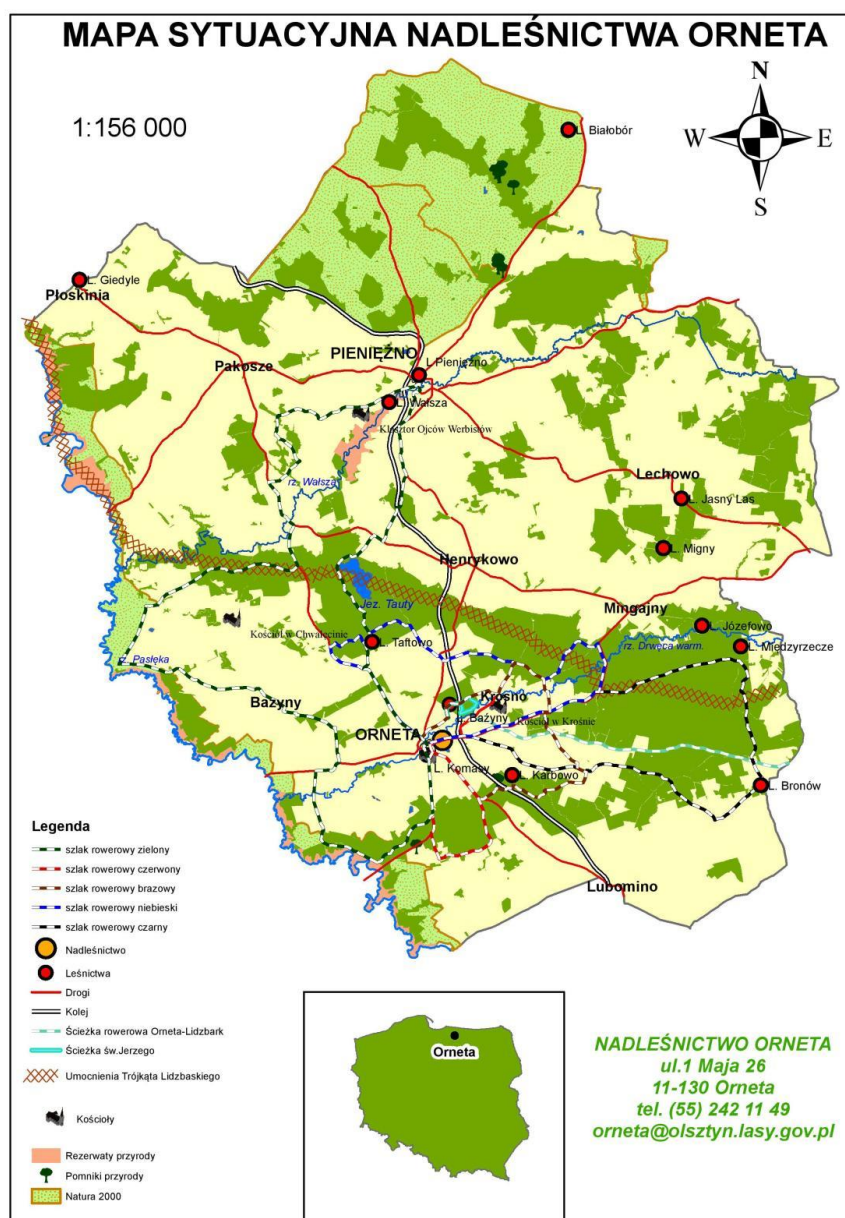 MAPA SYTUACYJNA NADLEŚNICTWA ORNETA
1:156 000
N
W
E
S
L. Białobór
L. Giedyle
Płoskinia
PIENIĘŻNO
L Pieniężno
Pakosze
L. Wałsza
Klasztor Ojców Werbistów
Lechowo
rz. Wałsza
L. Jasny Las
L. Migny
Henrykowo
Jez. Tauty
Mingajny
Kościół w Chwalęcinie
L. Józefowo
L. Taftowo
rz. Drwęca warm.
L. Międzyrzecze
rz. Pasłęka
Bażyny
Krosno
L. Bażyny
Kościół w Krośnie
ORNETA
L. Komasy
L. Karbowo
L. Bronów
Lubomino
Legenda
szlak rowerowy zielony
szlak rowerowy czerwony
szlak rowerowy brazowy
szlak rowerowy niebieski
szlak rowerowy czarny
Nadleśnictwo
Leśnictwa
Drogi
Kolej
Ścieżka rowerowa Orneta-Lidzbark
Ścieżka św.Jerzego
Umocnienia Trójkąta Lidzbaskiego
Kościoły
Rezerwaty przyrody
Pomniki przyrody
Natura 2000
Orneta
NADLEŚNICTWO ORNETA
ul.1 Maja 26
11-130 Orneta
tel. (55) 242 11 49
orneta@olsztyn.lasy.gov.pl